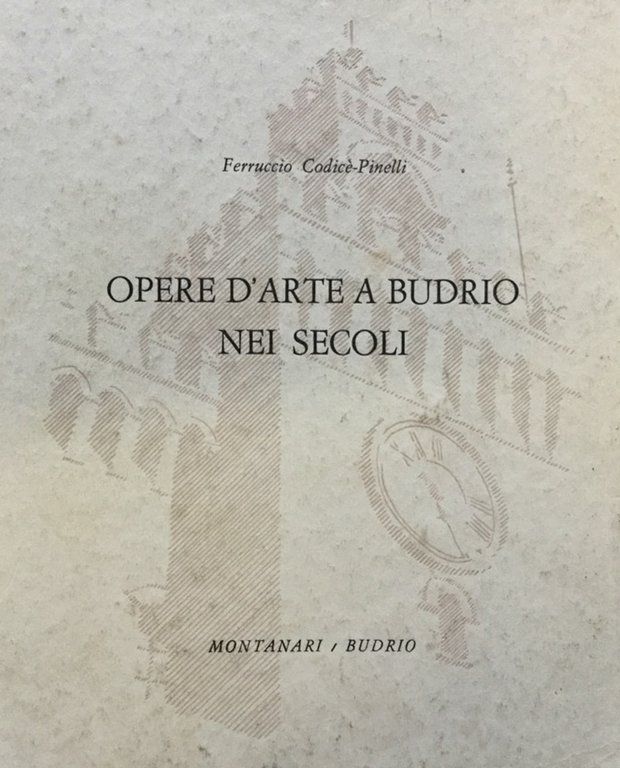 Ferruccio Codicè-Pinelli
OPERE D'ARTE A BUDRIO
NEI SECOLI
MONTANARI / BUDRIO